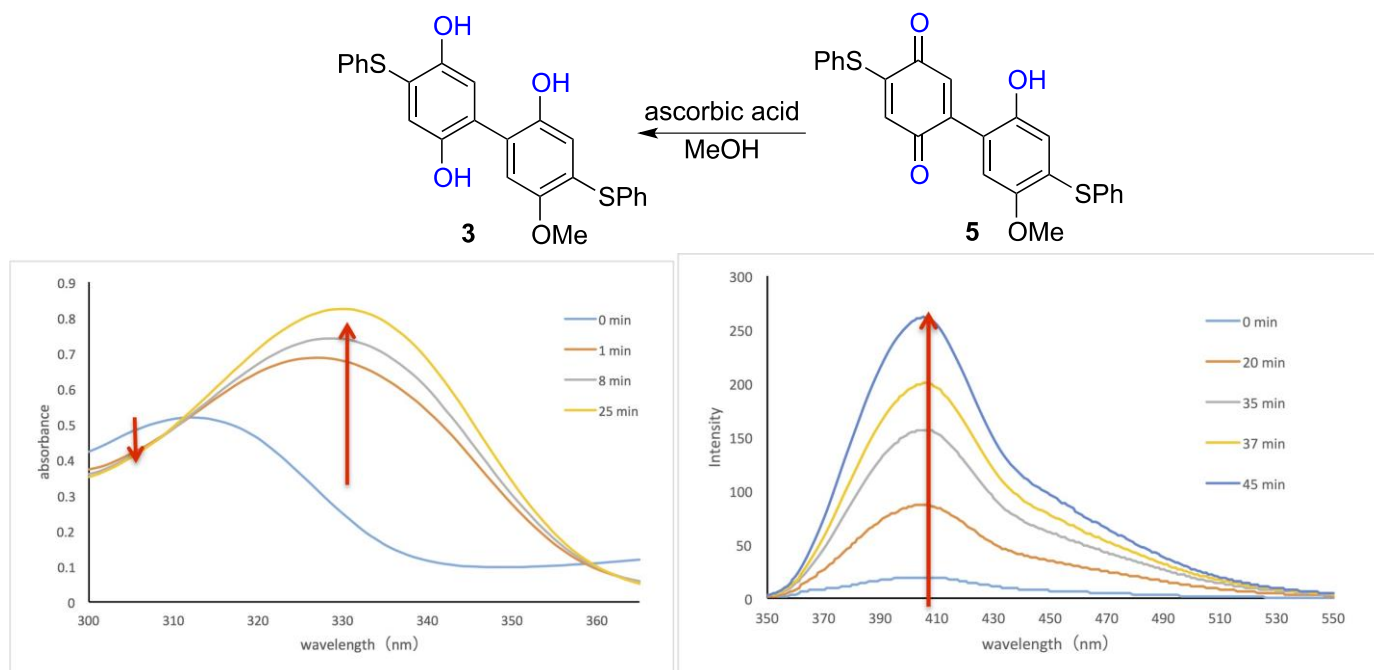 OH
PhS
OH
OH
SPh
OMe
3
ascorbic acid
MeOH
O
PhS
OH
O
SPh
OMe
5
0.9
0.8
0.7
0.6
0.5
0.4
0.3
0.2
0.1
0
absorbance
300 310 320 330 340 350 360
wavelength（nm）
0 min
1 min
8 min
25 min
300
250
200
150
100
50
0
Intensity
350 370 390 410 430 450 470 490 510 530 550
wavelength（nm）
0 min
20 min
35 min
37 min
45 min